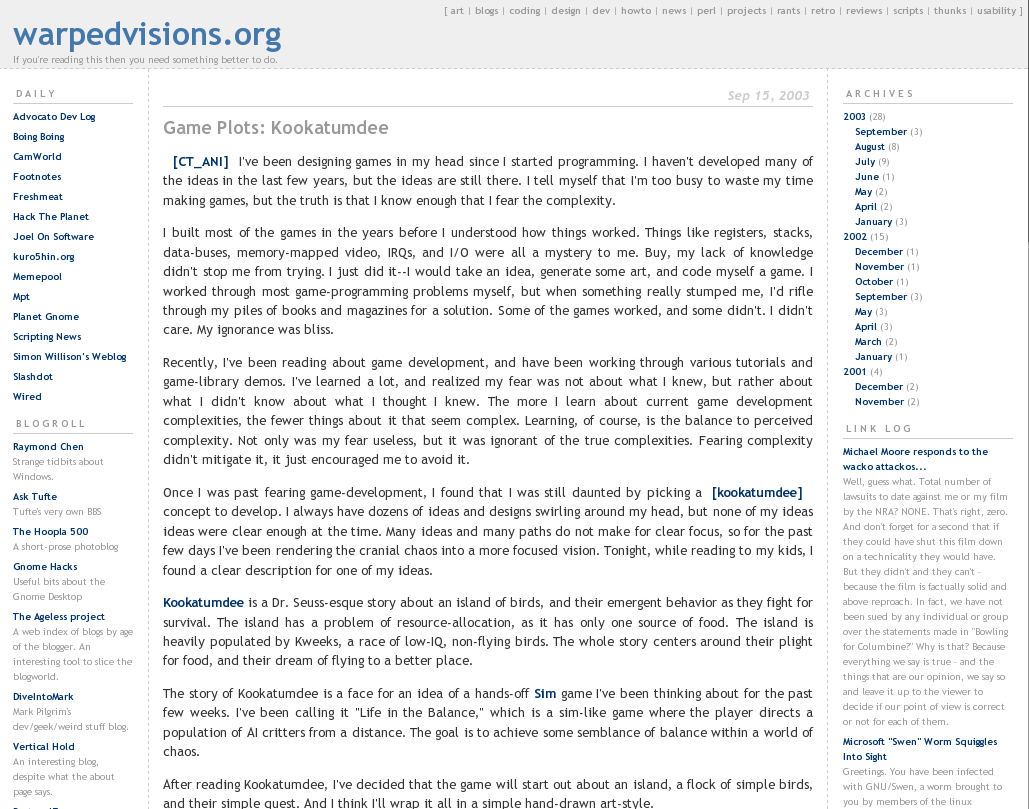 [ art | blogs | coding | design | dev | howto | news | perl | projects | rants | retro | reviews | scripts | thunks | usability ]
warpedvisions.org
If you're reading this then you need something better to do.
DAILY
Advocato Dev Log
Boing Boing
CamWorld
Footnotes
Freshmeat
Hack The Planet
Joel On Software
kuro5hin.org
Memepool
Mpt
Planet Gnome
Scripting News
Simon Willison's Weblog
Slashdot
Wired
BLOGROLL
Raymond Chen
Strange tidbits about
Windows.
Ask Tufte
Tufte's very own BBS
The Hoopla 500
A short-prose photoblog
Gnome Hacks
Useful bits about the
Gnome Desktop
The Ageless project
A web index of blogs by age
of the blogger. An
interesting tool to slice the
blogworld.
DiveIntoMark
Mark Pilgrim's
dev/geek/weird stuff blog.
Vertical Hold
An interesting blog,
despite what the about
page says.
Sep 15, 2003
Game Plots: Kookatumdee
[CT_ANI] I've been designing games in my head since I started programming. I haven't developed many of
the ideas in the last few years, but the ideas are still there. I tell myself that I'm too busy to waste my time
making games, but the truth is that I know enough that I fear the complexity.
I built most of the games in the years before I understood how things worked. Things like registers, stacks,
data-buses, memory-mapped video, IRQs, and I/O were all a mystery to me. Buy, my lack of knowledge
didn't stop me from trying. I just did it--I would take an idea, generate some art, and code myself a game. I
worked through most game-programming problems myself, but when something really stumped me, I'd rifle
through my piles of books and magazines for a solution. Some of the games worked, and some didn't. I didn't
care. My ignorance was bliss.
Recently, I've been reading about game development, and have been working through various tutorials and
game-library demos. I've learned a lot, and realized my fear was not about what I knew, but rather about
what I didn't know about what I thought I knew. The more I learn about current game development
complexities, the fewer things about it that seem complex. Learning, of course, is the balance to perceived
complexity. Not only was my fear useless, but it was ignorant of the true complexities. Fearing complexity
didn't mitigate it, it just encouraged me to avoid it.
Once I was past fearing game-development, I found that I was still daunted by picking a [kookatumdee]
concept to develop. I always have dozens of ideas and designs swirling around my head, but none of my ideas
ideas were clear enough at the time. Many ideas and many paths do not make for clear focus, so for the past
few days I've been rendering the cranial chaos into a more focused vision. Tonight, while reading to my kids, I
found a clear description for one of my ideas.
Kookatumdee is a Dr. Seuss-esque story about an island of birds, and their emergent behavior as they fight for
survival. The island has a problem of resource-allocation, as it has only one source of food. The island is
heavily populated by Kweeks, a race of low-IQ, non-flying birds. The whole story centers around their plight
for food, and their dream of flying to a better place.
The story of Kookatumdee is a face for an idea of a hands-off Sim game I've been thinking about for the past
few weeks. I've been calling it "Life in the Balance," which is a sim-like game where the player directs a
population of AI critters from a distance. The goal is to achieve some semblance of balance within a world of
chaos.
After reading Kookatumdee, I've decided that the game will start out about an island, a flock of simple birds,
and their simple quest. And I think I'll wrap it all in a simple hand-drawn art-style.
ARCHIVES
2003 (28)
September (3)
August (8)
July (9)
June (1)
May (2)
April (2)
January (3)
2002 (15)
December (1)
November (1)
October (1)
September (3)
May (3)
April (3)
March (2)
January (1)
2001 (4)
December (2)
November (2)
LINK LOG
Michael Moore responds to the
wacko attackos...
Well, guess what. Total number of
lawsuits to date against me or my film
by the NRA? NONE. That's right, zero.
And don't forget for a second that if
they could have shut this film down
on a technicality they would have.
But they didn't and they can't -
because the film is factually solid and
above reproach. In fact, we have not
been sued by any individual or group
over the statements made in "Bowling
for Columbine?" Why is that? Because
everything we say is true - and the
things that are our opinion, we say so
and leave it up to the viewer to
decide if our point of view is correct
or not for each of them.
Microsoft "Swen" Worm Squiggles
Into Sight
Greetings. You have been infected
with GNU/Swen, a worm brought to
you by members of the linux